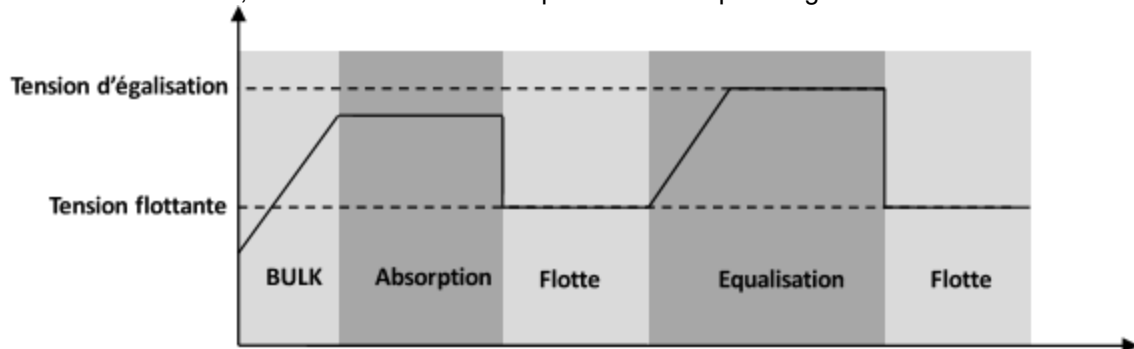 Tension d'égalisation
Tension flottante
BULK
Absorption
Flotte
Equalisation
Flotte